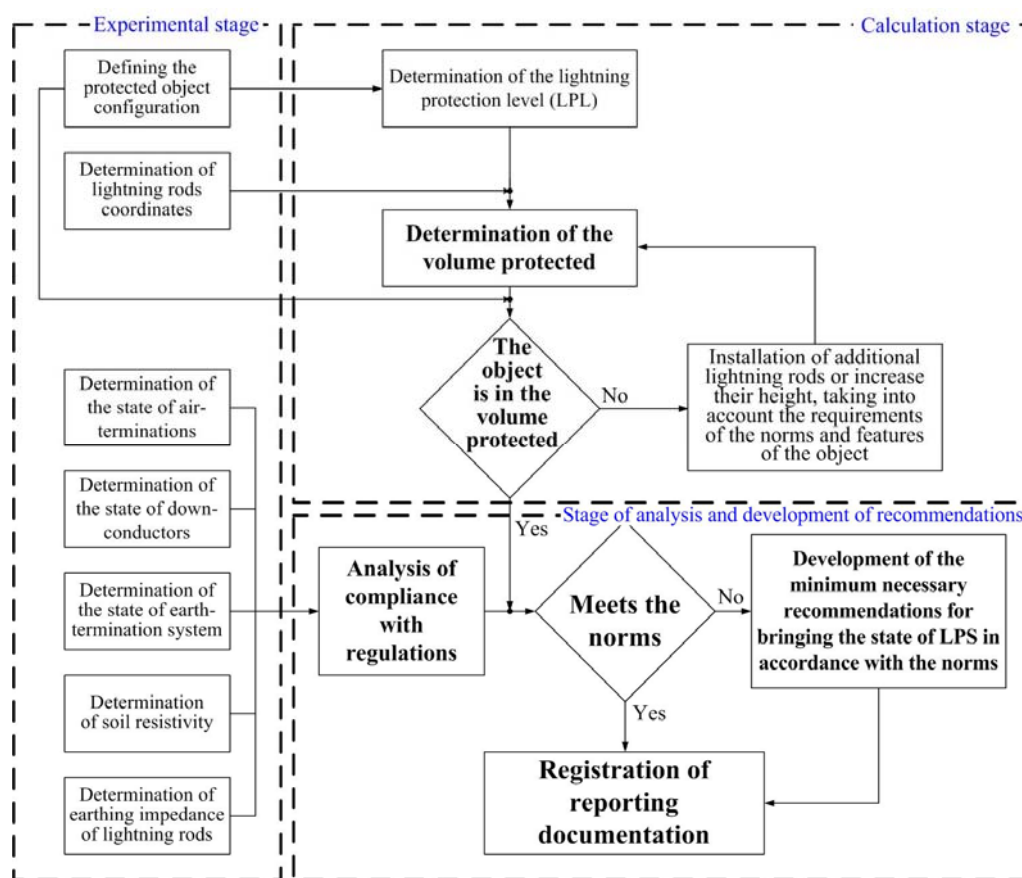 Experimental stage
Defining the
protected object
configuration
Determination of
lightning rods
coordinates
Determination of
the state of air-
terminations
Determination of
the state of down-
conductors
Determination of
the state of earth-
termination system
Determination
of soil resistivity
Determination of
earthing impedance
of lightning rods
Calculation stage
Determination of the lightning
protection level (LPL)
Determination of the
volume protected
The
object
is in the
volume
protected
No
Installation of additional
lightning rods or increase
their height, taking into
account the requirements
of the norms and features
of the object
Yes
Stage of analysis and development of recommendations
Analysis of
compliance
with
regulations
Meets the
norms
No
Development of the
minimum necessary
recommendations for
bringing the state of LPS in
accordance with the norms
Yes
Registration of
reporting
documentation